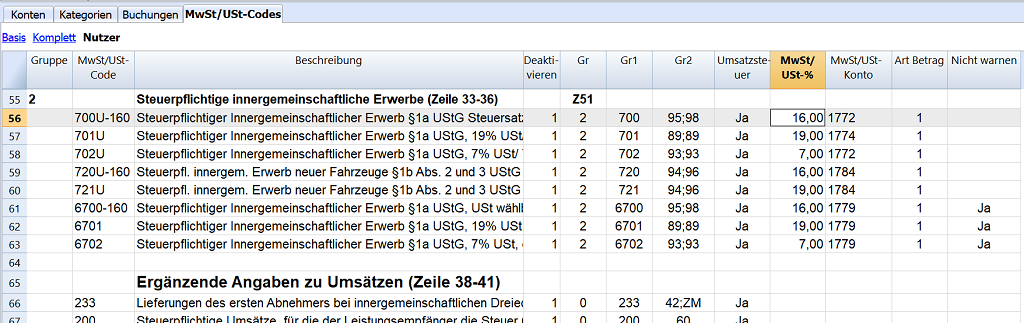 Konten Kategorien Buchungen MwSt/USt-Codes
Basis Komplett Nutzer
Gruppe MwSt/USt-Code Beschreibung Deakti-vieren Gr Gr1 Gr2 Umsatzste-uer MwSt/USt-% MwSt/USt-Konto Art Betrag Nicht warnen
55 2 Steuerpflichtige innergemeinschaftliche Erwerbe (Zeile 33-36) Z51
56 700U-160 Steuerpflichtiger Innergemeinschaftlicher Erwerb §1a UStG Steuersatz 1 2 700 95;98 Ja 16,00 1772 1
57 701U Steuerpflichtiger Innergemeinschaftlicher Erwerb §1a UStG, 19% USt 1 2 701 89;89 Ja 19,00 1774 1
58 702U Steuerpflichtiger Innergemeinschaftlicher Erwerb §1a UStG, 7% USt/ 1 2 702 93;93 Ja 7,00 1772 1
59 720U-160 Steuerpfl. innergem. Erwerb neuer Fahrzeuge §1b Abs. 2 und 3 UStG 1 2 720 94;96 Ja 16,00 1784 1
60 721U Steuerpfl. innergem. Erwerb neuer Fahrzeuge §1b Abs. 2 und 3 UStG 1 2 721 94;96 Ja 19,00 1784 1
61 6700-160 Steuerpflichtiger Innergemeinschaftlicher Erwerb §1a UStG, USt wähl 1 2 6700 95;98 Ja 16,00 1779 1 Ja
62 6701 Steuerpflichtiger Innergemeinschaftlicher Erwerb §1a UStG, 19% USt 1 2 6701 89;89 Ja 19,00 1779 1 Ja
63 6702 Steuerpflichtiger Innergemeinschaftlicher Erwerb §1a UStG, 7% USt, 1 2 6702 93;93 Ja 7,00 1779 1 Ja
64
65 Ergänzende Angaben zu Umsätzen (Zeile 38-41)
66 233 Lieferungen des ersten Abnehmers bei innergemeinschaftlichen Dreiec 1 0 233 42;ZM Ja
67 200 Steuerpflichtige Umsätze, für die der Leistungsempfänger die Steuer 1 0 200 60 Ja